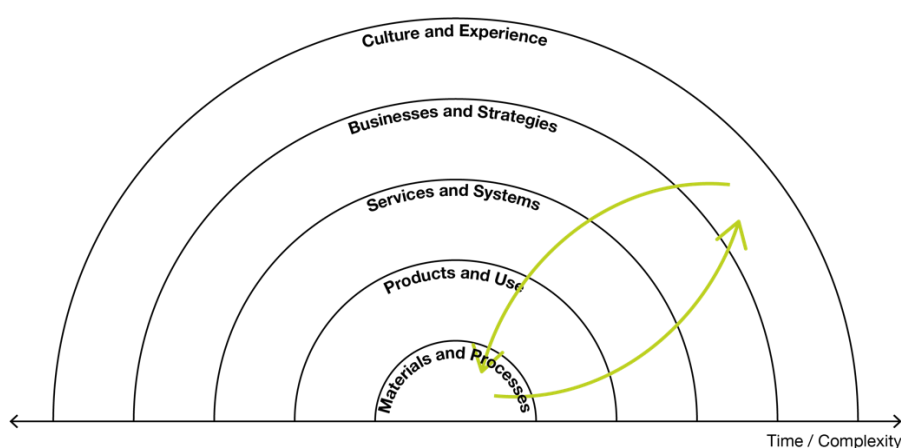 Culture and Experience
Businesses and Strategies
Services and Systems
Products and Use
Materials and Processes
Time / Complexity